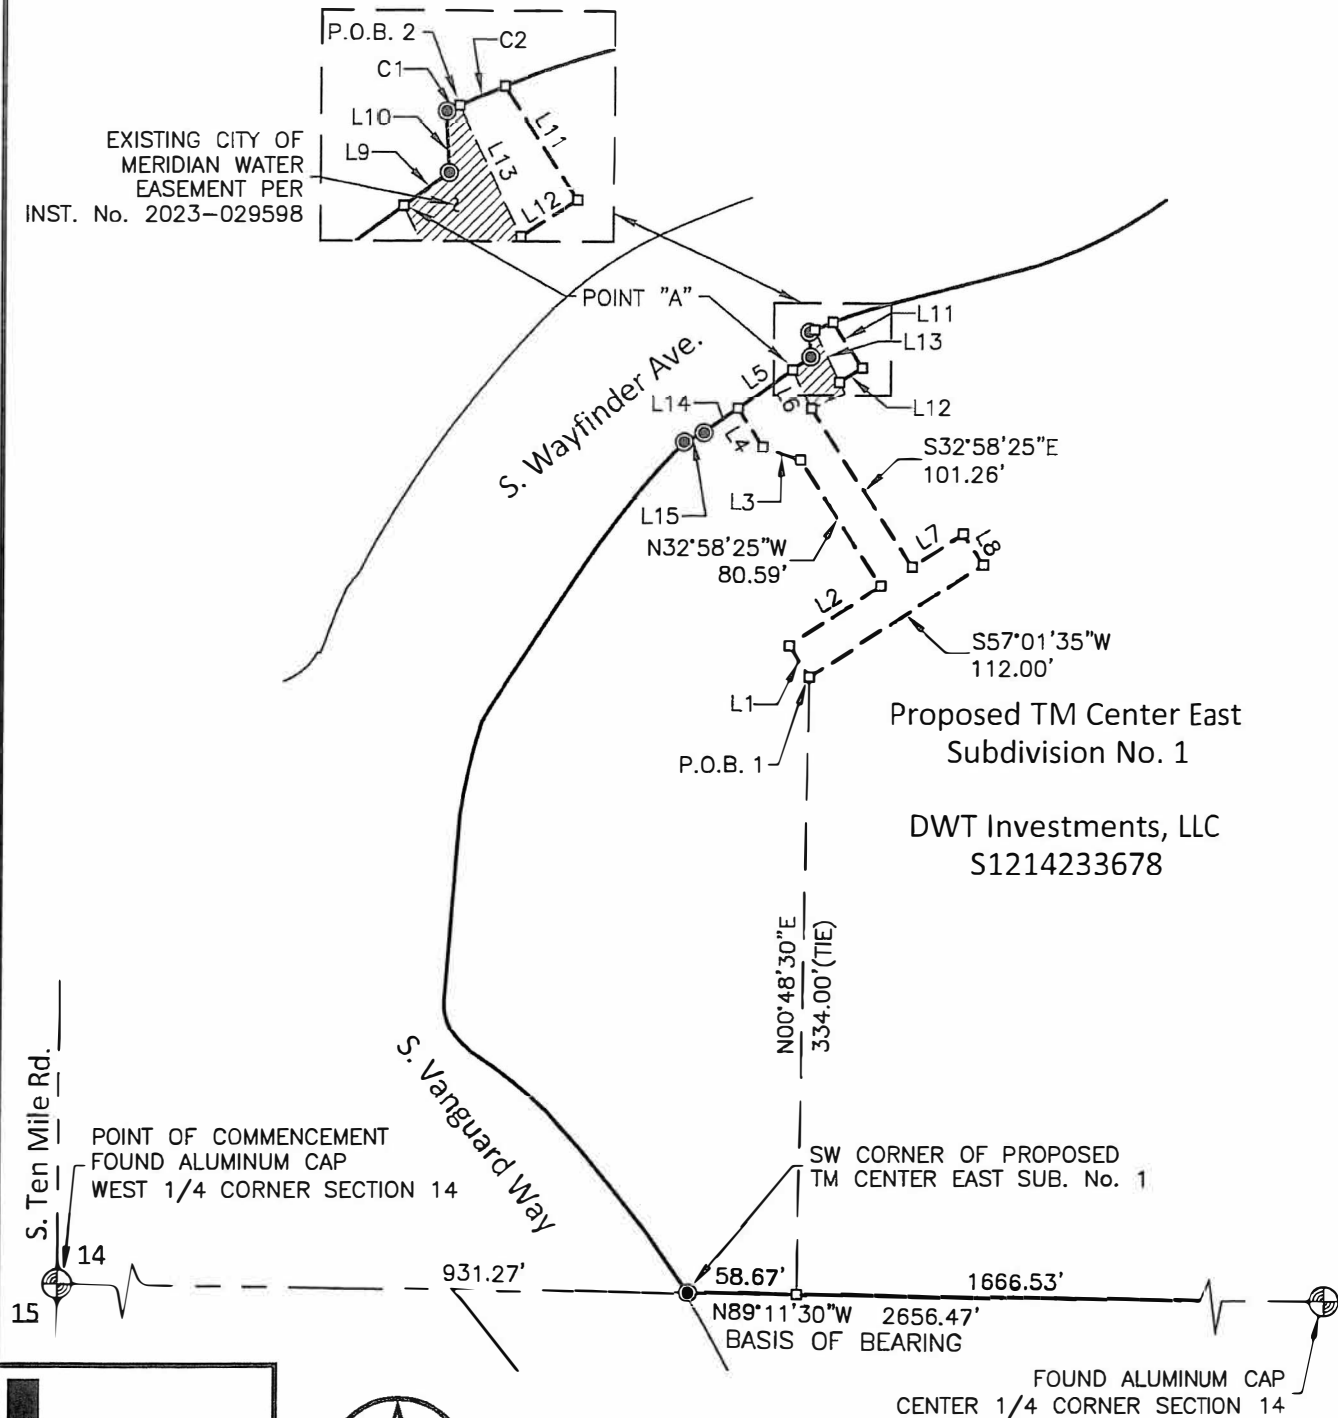 P.O.B. 2
C2
C1
L10
L11
EXISTING CITY OF
MERIDIAN WATER
EASEMENT PER
INST. No. 2023-029598
L9
L13
L12
POINT "A"
L11
L13
L5
L6
L12
S. Wayfinder Ave.
L14
L4
S32°58'25"E
101.26'
L3
L15
N32°58'25"W
80.59'
L7
L8
L2
S57°01'35"W
112.00'
L1
P.O.B. 1
Proposed TM Center East
Subdivision No. 1
DWT Investments, LLC
S1214233678
N00°48'30"E
334.00'(TIE)
S. Ten Mile Rd.
S. Vanguard Way
POINT OF COMMENCEMENT
FOUND ALUMINUM CAP
WEST 1/4 CORNER SECTION 14
SW CORNER OF PROPOSED
TM CENTER EAST SUB. No. 1
14
15
931.27'
58.67'
1666.53'
N89°11'30"W
2656.47'
BASIS OF BEARING
FOUND ALUMINUM CAP
CENTER 1/4 CORNER SECTION 14